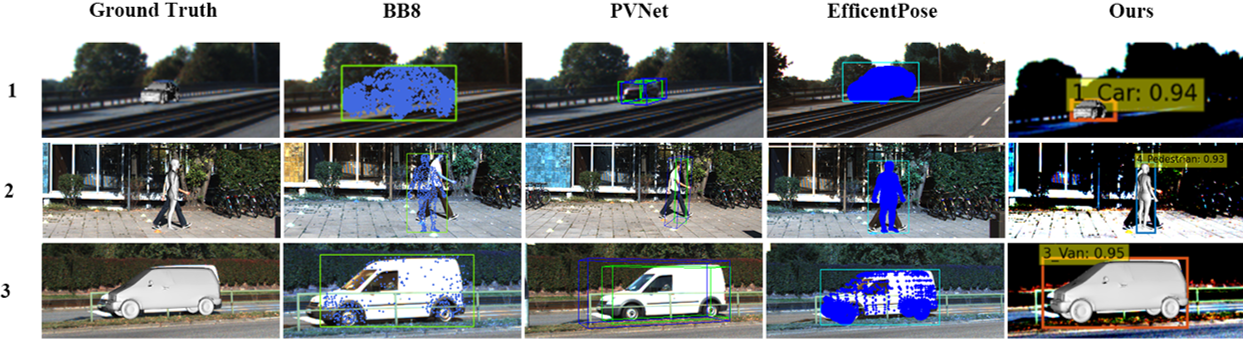 Ground Truth BB8 PVNet EfficentPose Ours
1
1_Car: 0.94
2
4_Pedestrian: 0.93
3
3_Van: 0.95